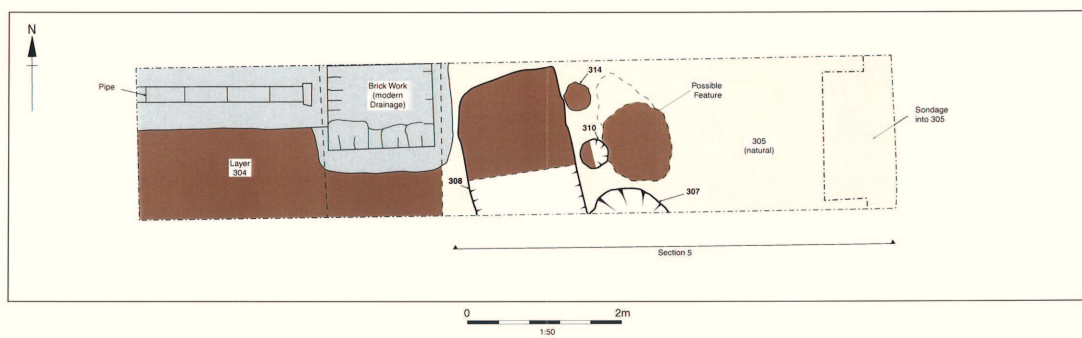 N
Pipe
Brick Work
(modern
Drainage)
Layer
304
308
314
310
307
Possible
Feature
305
(natural)
Sondage
into 305
Section 5
0
2m
1:50